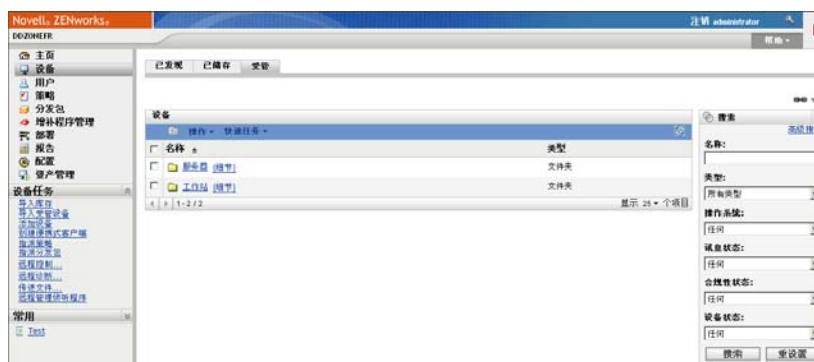 Novell® ZENworks®
注销 administrator
DDZONEFR
帮助
主页
设备
用户
策略
分发包
增补程序管理
部署
报告
配置
资产管理
设备任务
导入库存
导入受管设备
添加设备
创建便携式客户端
指派策略
指派分发包
远程控制...
远程诊断...
传送文件...
远程管理侦听程序
常用
Test
已发现 已储存 受管
设备
操作 快速任务
名称 类型
服务器 (细节) 文件夹
工作站 (细节) 文件夹
1-2 / 2 显示 25 个项目
搜索
名称:
类型:
所有类型
操作系统:
任何
讯息状态:
任何
合规性状态:
任何
设备状态:
任何
搜索 重设置